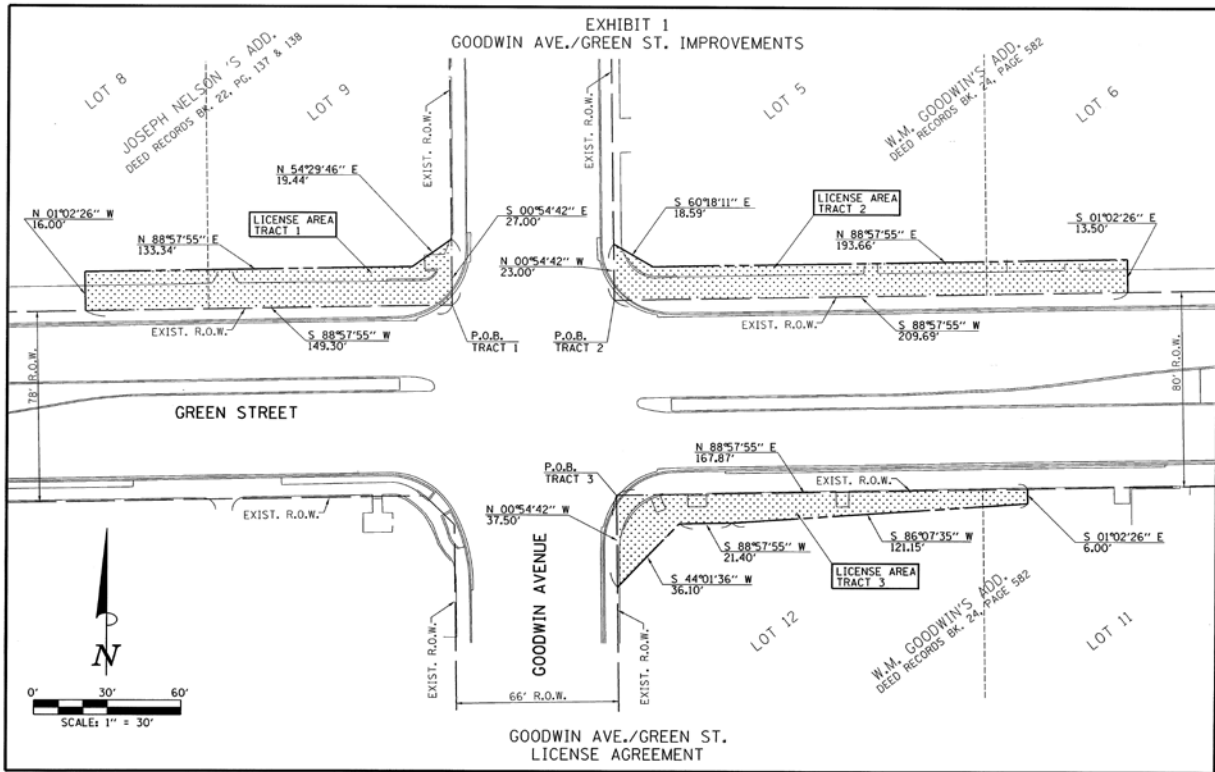 EXHIBIT 1
GOODWIN AVE./GREEN ST. IMPROVEMENTS
LOT 8
JOSEPH NELSON 'S ADD.
DEED RECORDS BK. 22, PG. 137 & 138
LOT 9
EXIST. R.O.W.
EXIST. R.O.W.
LOT 5
W.M. GOODWIN'S ADD.
DEED RECORDS BK. 24, PAGE 582
LOT 6
N 54°29'46" E
19.44'
N 01°02'26" W
16.00'
LICENSE AREA
TRACT 1
N 88°57'55" E
133.34'
S 00°54'42" E
27.00'
S 60°18'11" E
18.59'
LICENSE AREA
TRACT 2
N 88°57'55" E
193.66'
S 01°02'26" E
13.50'
N 00°54'42" W
23.00'
EXIST. R.O.W.
S 88°57'55" W
149.30'
P.O.B.
TRACT 1
P.O.B.
TRACT 2
EXIST. R.O.W.
S 88°57'55" W
209.69'
78' R.O.W.
80' R.O.W.
GREEN STREET
N 88°57'55" E
167.87'
P.O.B.
TRACT 3
EXIST. R.O.W.
EXIST. R.O.W.
N 00°54'42" W
37.50'
GOODWIN AVENUE
S 88°57'55" W
21.40'
S 86°07'35" W
121.15'
S 01°02'26" E
6.00'
S 44°01'36" W
36.10'
LICENSE AREA
TRACT 3
EXIST. R.O.W.
EXIST. R.O.W.
LOT 12
W.M. GOODWIN'S ADD.
DEED RECORDS BK. 24, PAGE 582
LOT 11
N
0' 30' 60'
SCALE: 1" = 30'
66' R.O.W.
GOODWIN AVE./GREEN ST.
LICENSE AGREEMENT